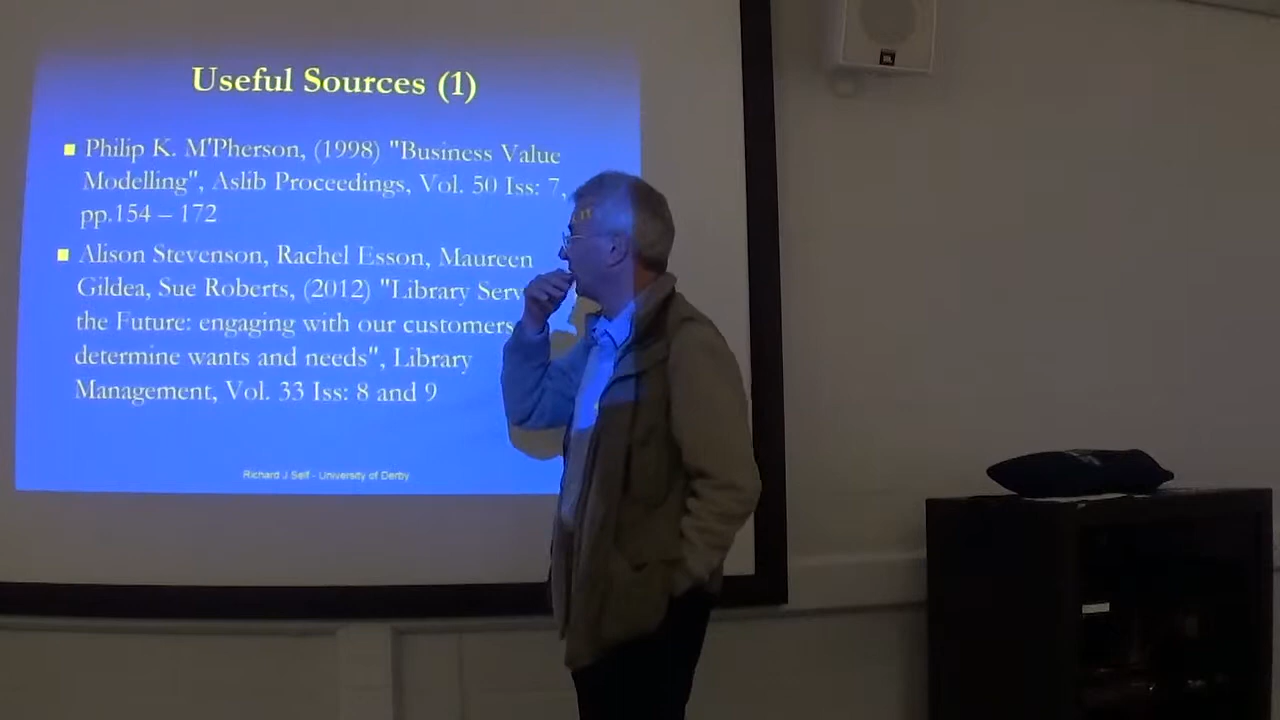 Useful Sources (1)
Philip K. M'Pherson, (1998) "Business Value
Modelling", Aslib Proceedings, Vol. 50 Iss: 7,
pp.154 – 172
Alison Stevenson, Rachel Esson, Maureen
Gildea, Sue Roberts, (2012) "Library
the Future: engaging with our customers
determine wants and needs", Library
Management, Vol. 33 Iss: 8 and 9
Richard J Self - University of Derby
JBL